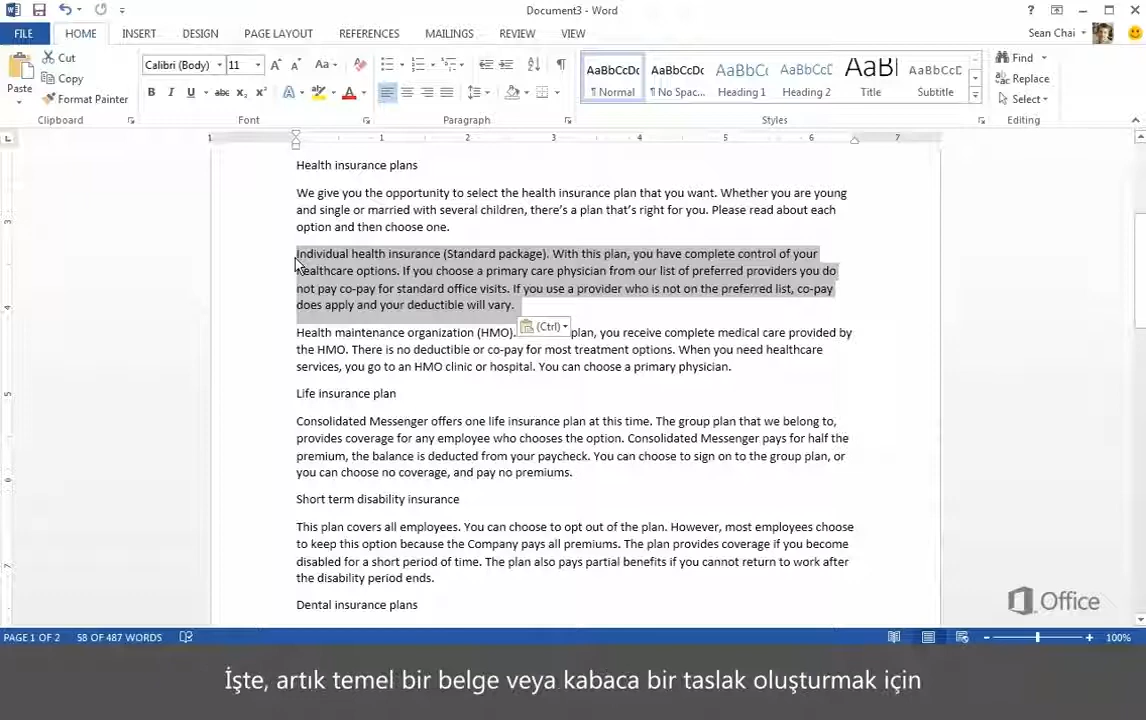 Document3 - Word
?
FILE HOME INSERT DESIGN PAGE LAYOUT REFERENCES MAILINGS REVIEW VIEW
Sean Chai
Paste
Cut
Copy
Format Painter
Clipboard
Calibri (Body) 11
Font
Paragraph
AaBbCcDc AaBbCcDc AaBbCc AaBbCcC AaB AaBbCcDc
¶ Normal ¶ No Spac... Heading 1 Heading 2 Title Subtitle
Styles
Find
Replace
Select
Editing
1 1 2 3 4 5 6 7
Health insurance plans
We give you the opportunity to select the health insurance plan that you want. Whether you are young
and single or married with several children, there's a plan that's right for you. Please read about each
option and then choose one.
Individual health insurance (Standard package). With this plan, you have complete control of your
healthcare options. If you choose a primary care physician from our list of preferred providers you do
not pay co-pay for standard office visits. If you use a provider who is not on the preferred list, co-pay
does apply and your deductible will vary.
(Ctrl)
Health maintenance organization (HMO). plan, you receive complete medical care provided by
the HMO. There is no deductible or co-pay for most treatment options. When you need healthcare
services, you go to an HMO clinic or hospital. You can choose a primary physician.
Life insurance plan
Consolidated Messenger offers one life insurance plan at this time. The group plan that we belong to,
provides coverage for any employee who chooses the option. Consolidated Messenger pays for half the
premium, the balance is deducted from your paycheck. You can choose to sign on to the group plan, or
you can choose no coverage, and pay no premiums.
Short term disability insurance
This plan covers all employees. You can choose to opt out of the plan. However, most employees choose
to keep this option because the Company pays all premiums. The plan provides coverage if you become
disabled for a short period of time. The plan also pays partial benefits if you cannot return to work after
the disability period ends.
Dental insurance plans
Office
PAGE 1 OF 2 58 OF 487 WORDS
100%
İşte, artık temel bir belge veya kabaca bir taslak oluşturmak için